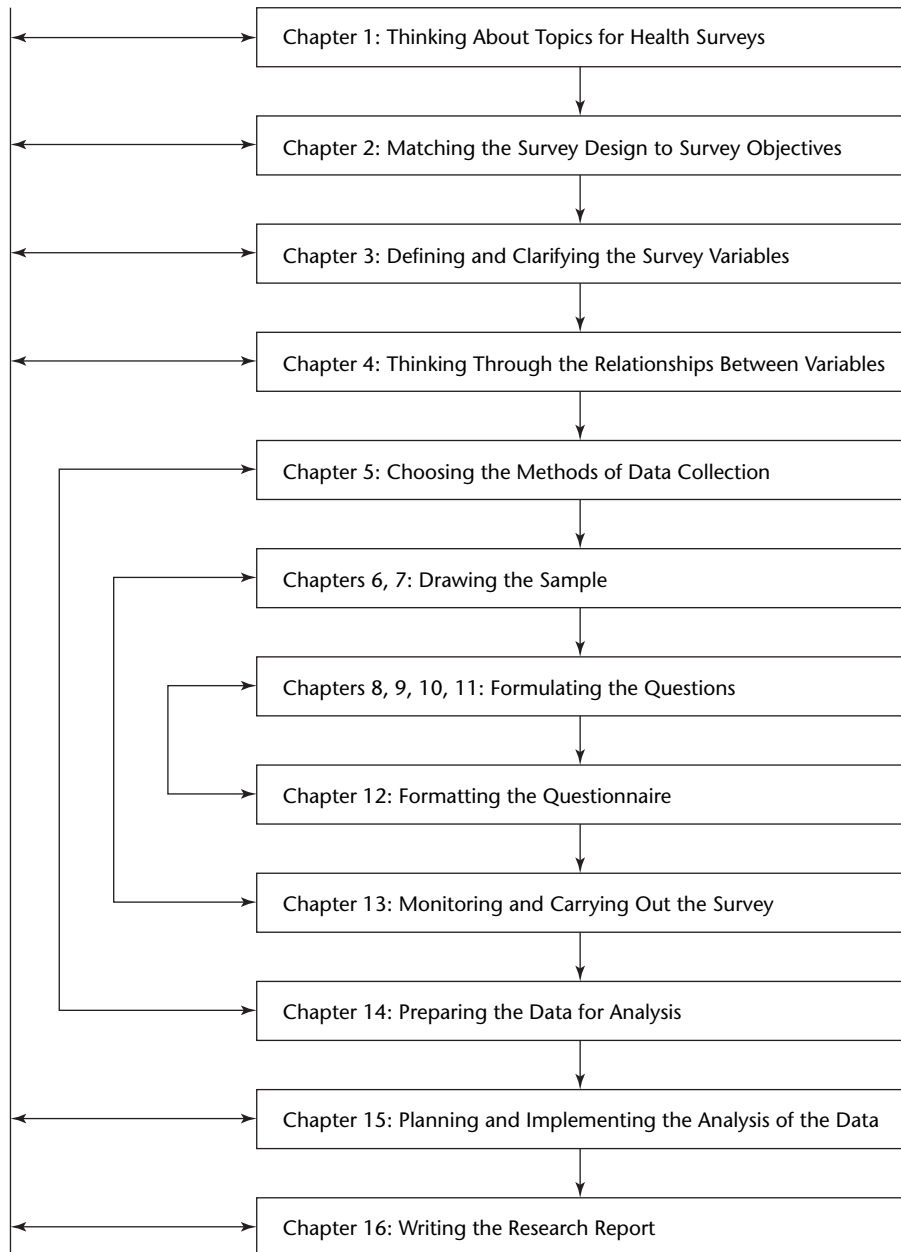 Chapter 1: Thinking About Topics for Health Surveys
Chapter 2: Matching the Survey Design to Survey Objectives
Chapter 3: Defining and Clarifying the Survey Variables
Chapter 4: Thinking Through the Relationships Between Variables
Chapter 5: Choosing the Methods of Data Collection
Chapters 6, 7: Drawing the Sample
Chapters 8, 9, 10, 11: Formulating the Questions
Chapter 12: Formatting the Questionnaire
Chapter 13: Monitoring and Carrying Out the Survey
Chapter 14: Preparing the Data for Analysis
Chapter 15: Planning and Implementing the Analysis of the Data
Chapter 16: Writing the Research Report